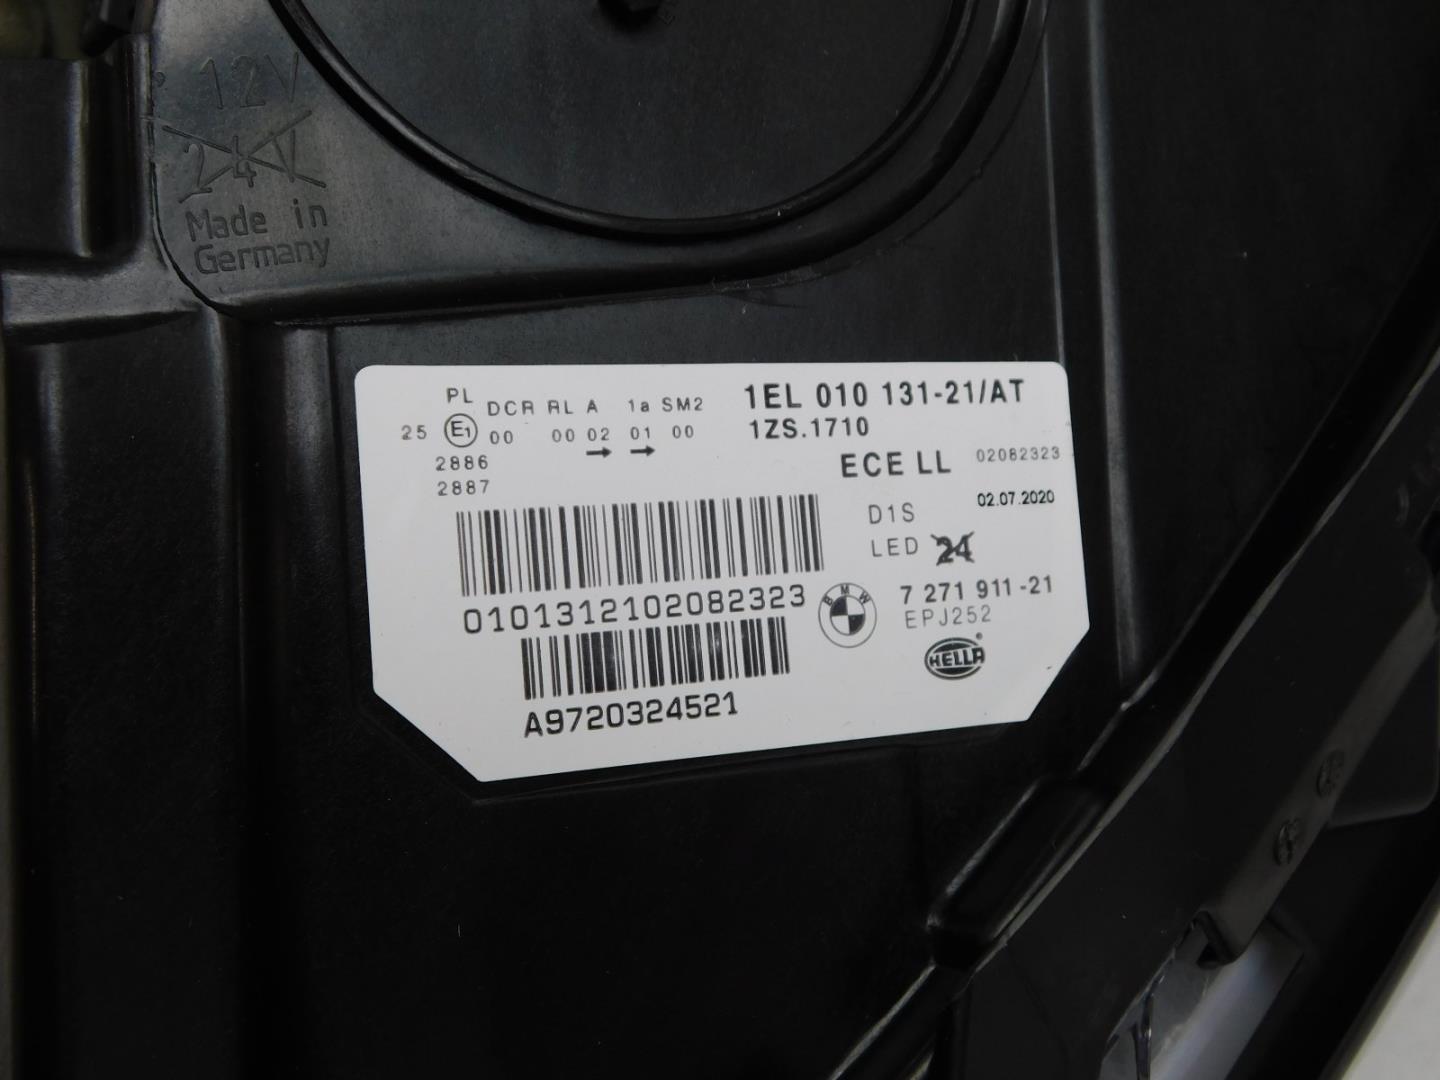 12V
24V
Made in
Germany
PL
DCR RL A 1a SM2
25 E1 00 00 02 01 00
→ →
2886
2887
1EL 010 131-21/AT
1ZS.1710
ECE LL 02082323
D1S 02.07.2020
LED 24
0101312102082323
BMW
7 271 911-21
EPJ252
HELLA®
A9720324521